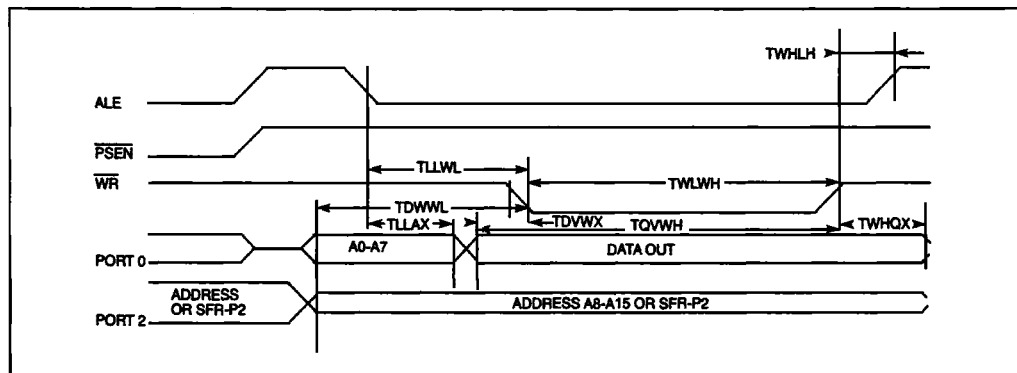 TWHLH
ALE
PSEN
TLLWL
WR
TWLWH
TDWWL
TLLAX
TDVWX
TQVWH
TWHQX
PORT 0
A0-A7
DATA OUT
ADDRESS
OR SFR-P2
ADDRESS A8-A15 OR SFR-P2
PORT 2